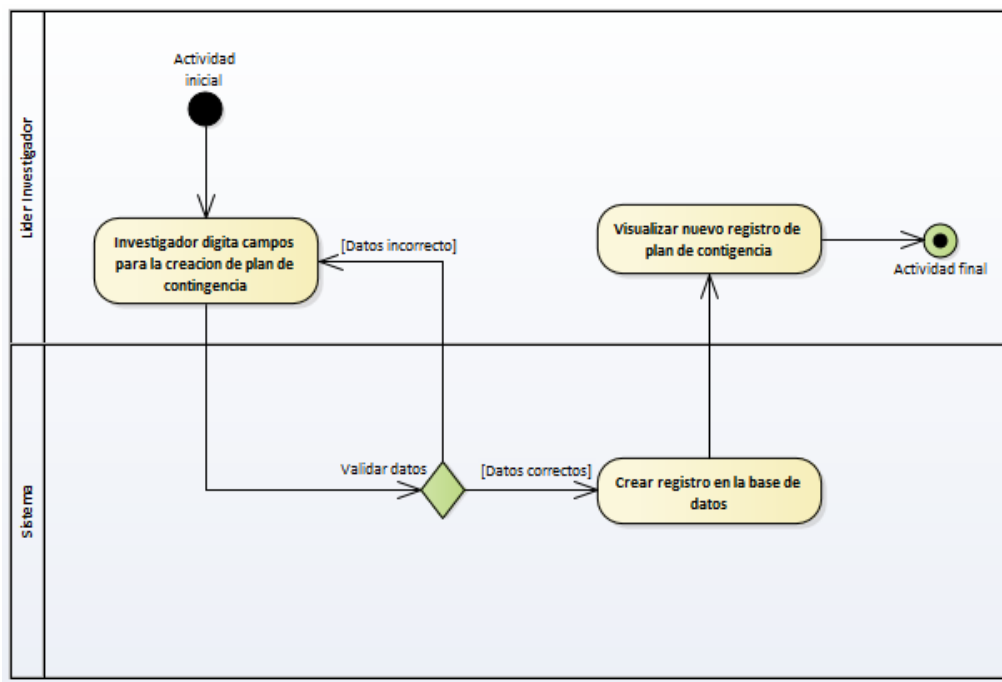 Lider Investigador
Actividad
inicial
Investigador digita campos
para la creacion de plan de
contingencia
[Datos incorrecto]
Visualizar nuevo registro de
plan de contigencia
Actividad final
Sistema
Validar datos
[Datos correctos]
Crear registro en la base de
datos